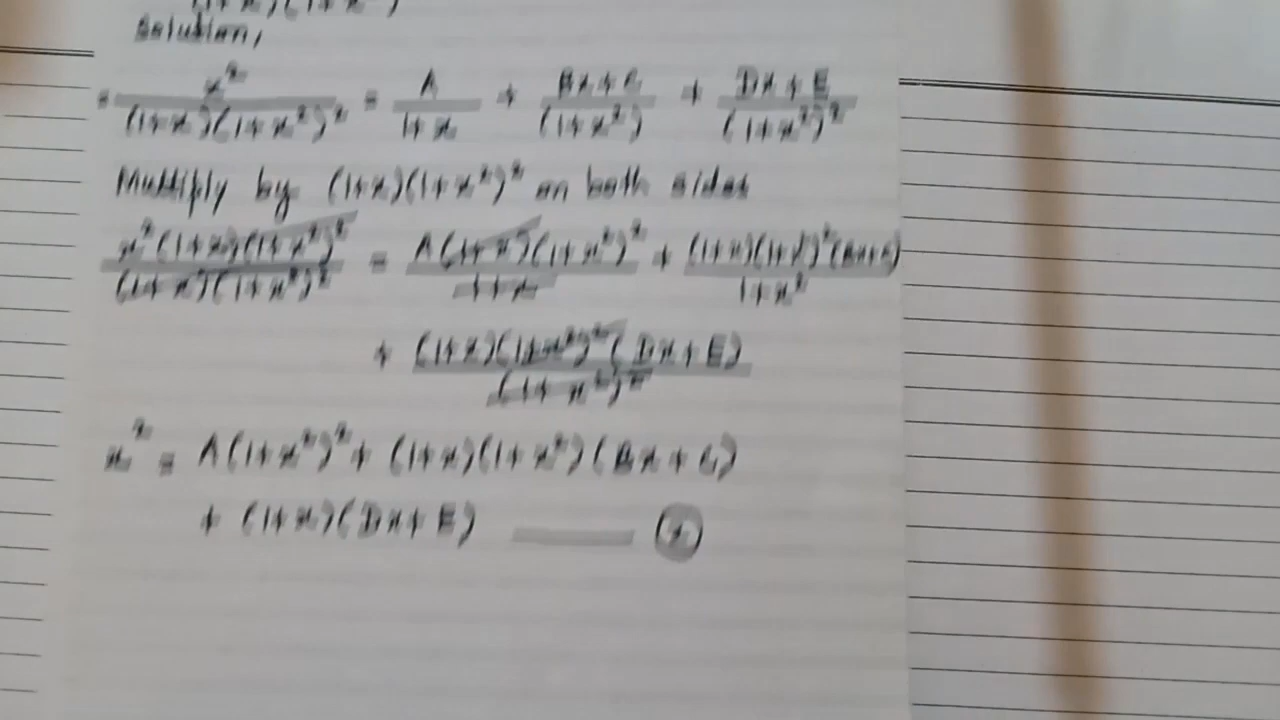 Solution,
= x²/((1+x)(1+x²)²) = A/(1+x) + (Bx+C)/((1+x²)) + (Dx+E)/((1+x²)²)
Multiply by (1+x)(1+x²)² on both sides
x²(1+x)(1+x²)²/((1+x)(1+x²)²) = A(1+x)(1+x²)²/(1+x) + (1+x)(1+x²)²(Bx+C)/(1+x²)
+ (1+x)(1+x²)²(Dx+E)/((1+x²)²)
x² = A(1+x²)² + (1+x)(1+x²)(Bx+C)
+ (1+x)(Dx+E) ——— (*)